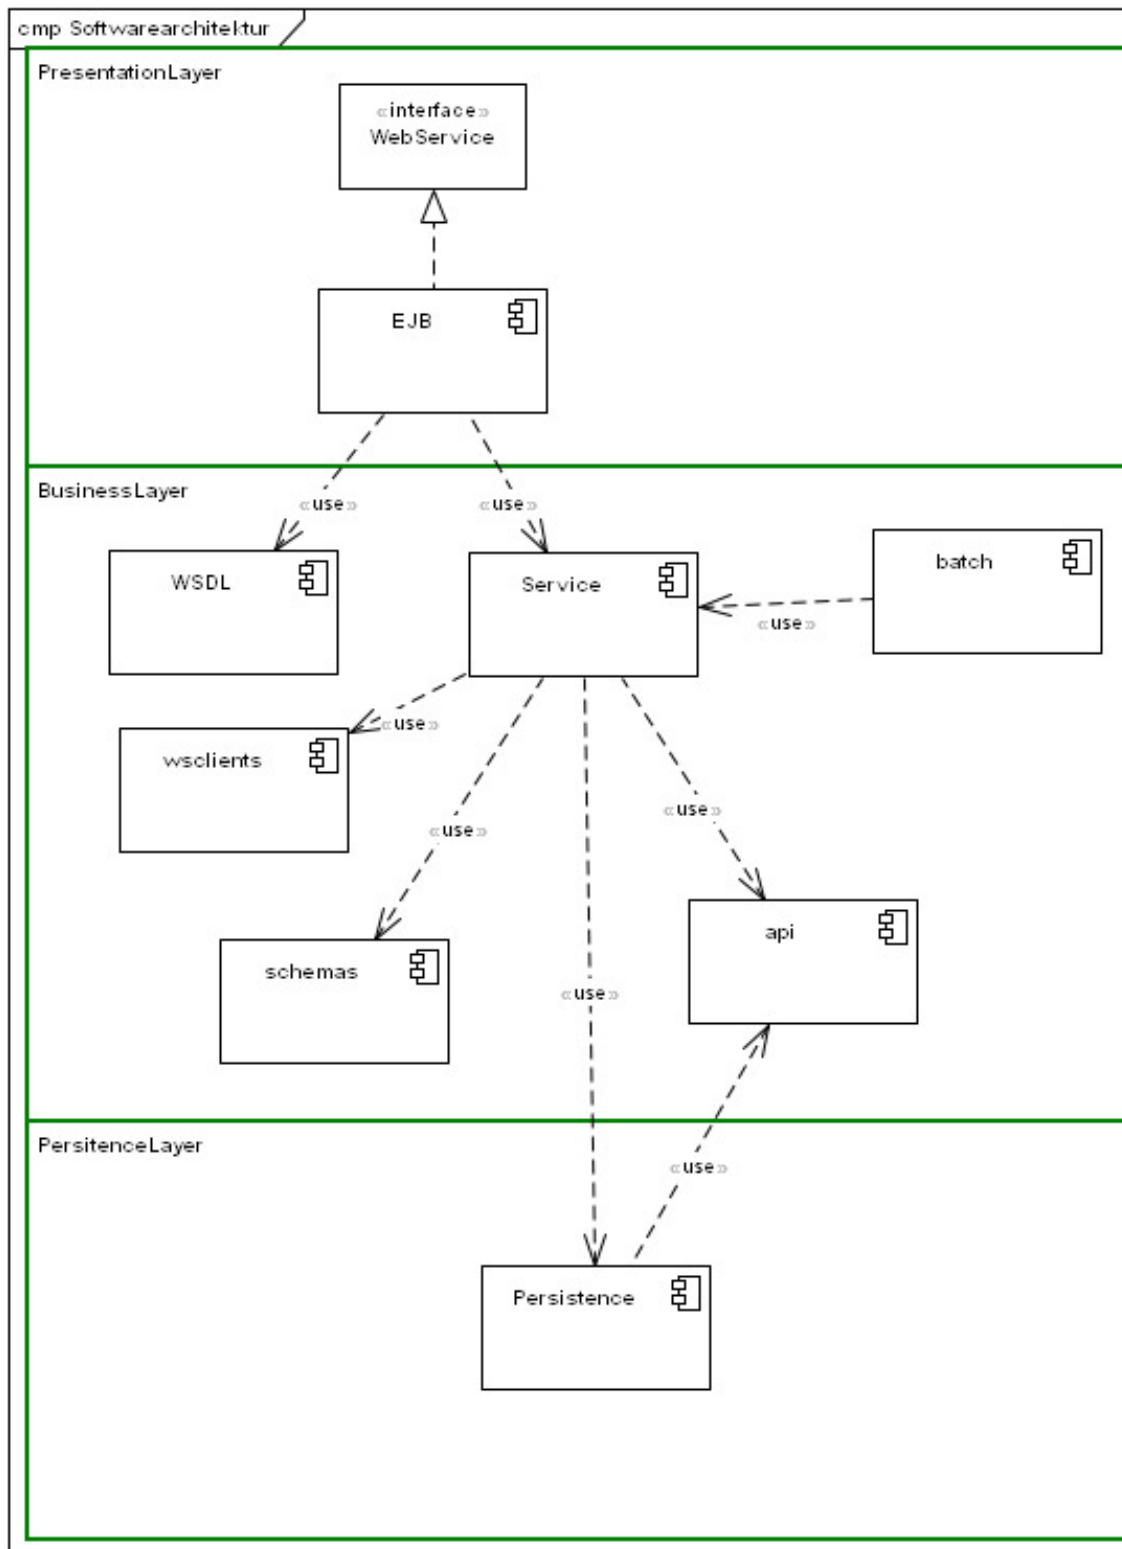 cmp Softwarearchitektur
PresentationLayer
«interface»
WebService
EJB
BusinessLayer
«use»
«use»
WSDL
Service
batch
«use»
«use»
wsclients
«use»
«use»
api
schemas
«use»
PersitenceLayer
«use»
Persistence